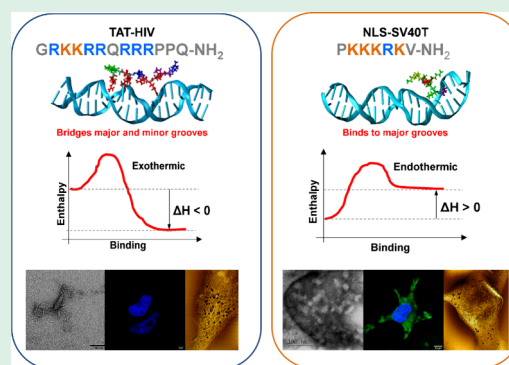 TAT-HIV
GRKKRRQRRRPPQ-NH2
Bridges major and minor grooves
Enthalpy
Exothermic
ΔH < 0
Binding
NLS-SV40T
PKKKRKV-NH2
Binds to major grooves
Enthalpy
Endothermic
ΔH > 0
Binding